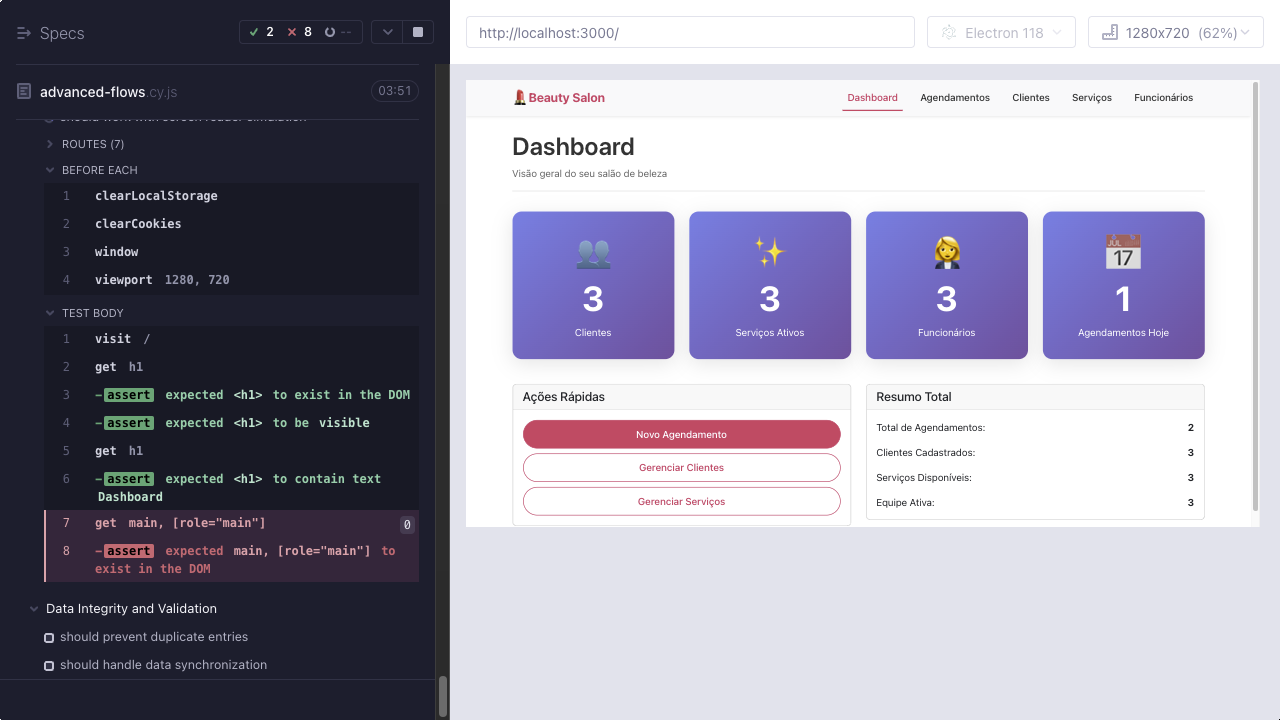 Specs
2
8
--
http://localhost:3000/
Electron 118
1280x720 (62%)
advanced-flows.cy.js
03:51
should work with screen reader simulation
ROUTES (7)
BEFORE EACH
1 clearLocalStorage
2 clearCookies
3 window
4 viewport 1280, 720
TEST BODY
1 visit /
2 get h1
3 -assert expected <h1> to exist in the DOM
4 -assert expected <h1> to be visible
5 get h1
6 -assert expected <h1> to contain text
Dashboard
7 get main, [role="main"] 0
8 -assert expected main, [role="main"] to
exist in the DOM
Data Integrity and Validation
should prevent duplicate entries
should handle data synchronization
Beauty Salon
Dashboard
Agendamentos
Clientes
Serviços
Funcionários
Dashboard
Visão geral do seu salão de beleza
3
Clientes
3
Serviços Ativos
3
Funcionários
JUL
17
1
Agendamentos Hoje
Ações Rápidas
Novo Agendamento
Gerenciar Clientes
Gerenciar Serviços
Resumo Total
Total de Agendamentos: 2
Clientes Cadastrados: 3
Serviços Disponíveis: 3
Equipe Ativa: 3